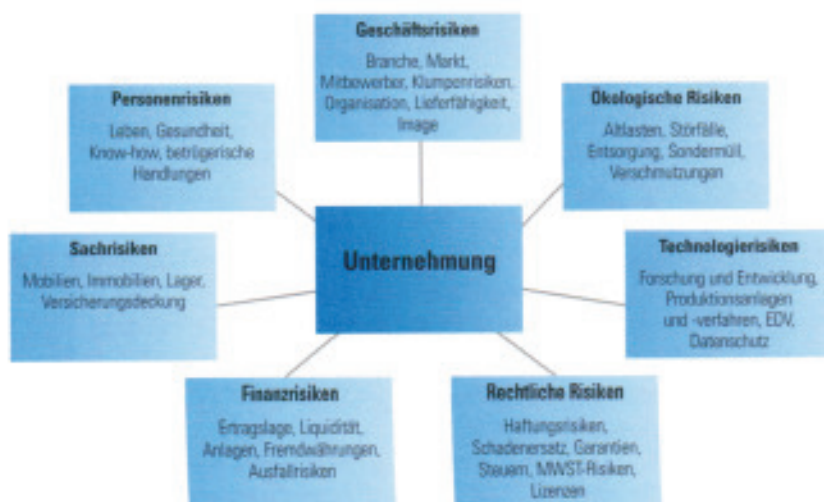 Geschäftsrisiken
Branche, Markt,
Mitbewerber, Klumpenrisiken,
Organisation, Lieferfähigkeit,
Image
Personenrisiken
Leben, Gesundheit,
Know-how, betrügerische
Handlungen
Ökologische Risiken
Altlasten, Störfälle,
Entsorgung, Sondermüll,
Verschmutzungen
Unternehmung
Sachrisiken
Mobilien, Immobilien, Lager,
Versicherungsdeckung
Technologierisiken
Forschung und Entwicklung,
Produktionsanlagen
und -verfahren, EDV,
Datenschutz
Finanzrisiken
Ertragslage, Liquidität,
Anlagen, Fremdwährungen,
Ausfallrisiken
Rechtliche Risiken
Haftungsrisiken,
Schadenersatz, Garantien,
Steuern, MWST-Risiken,
Lizenzen